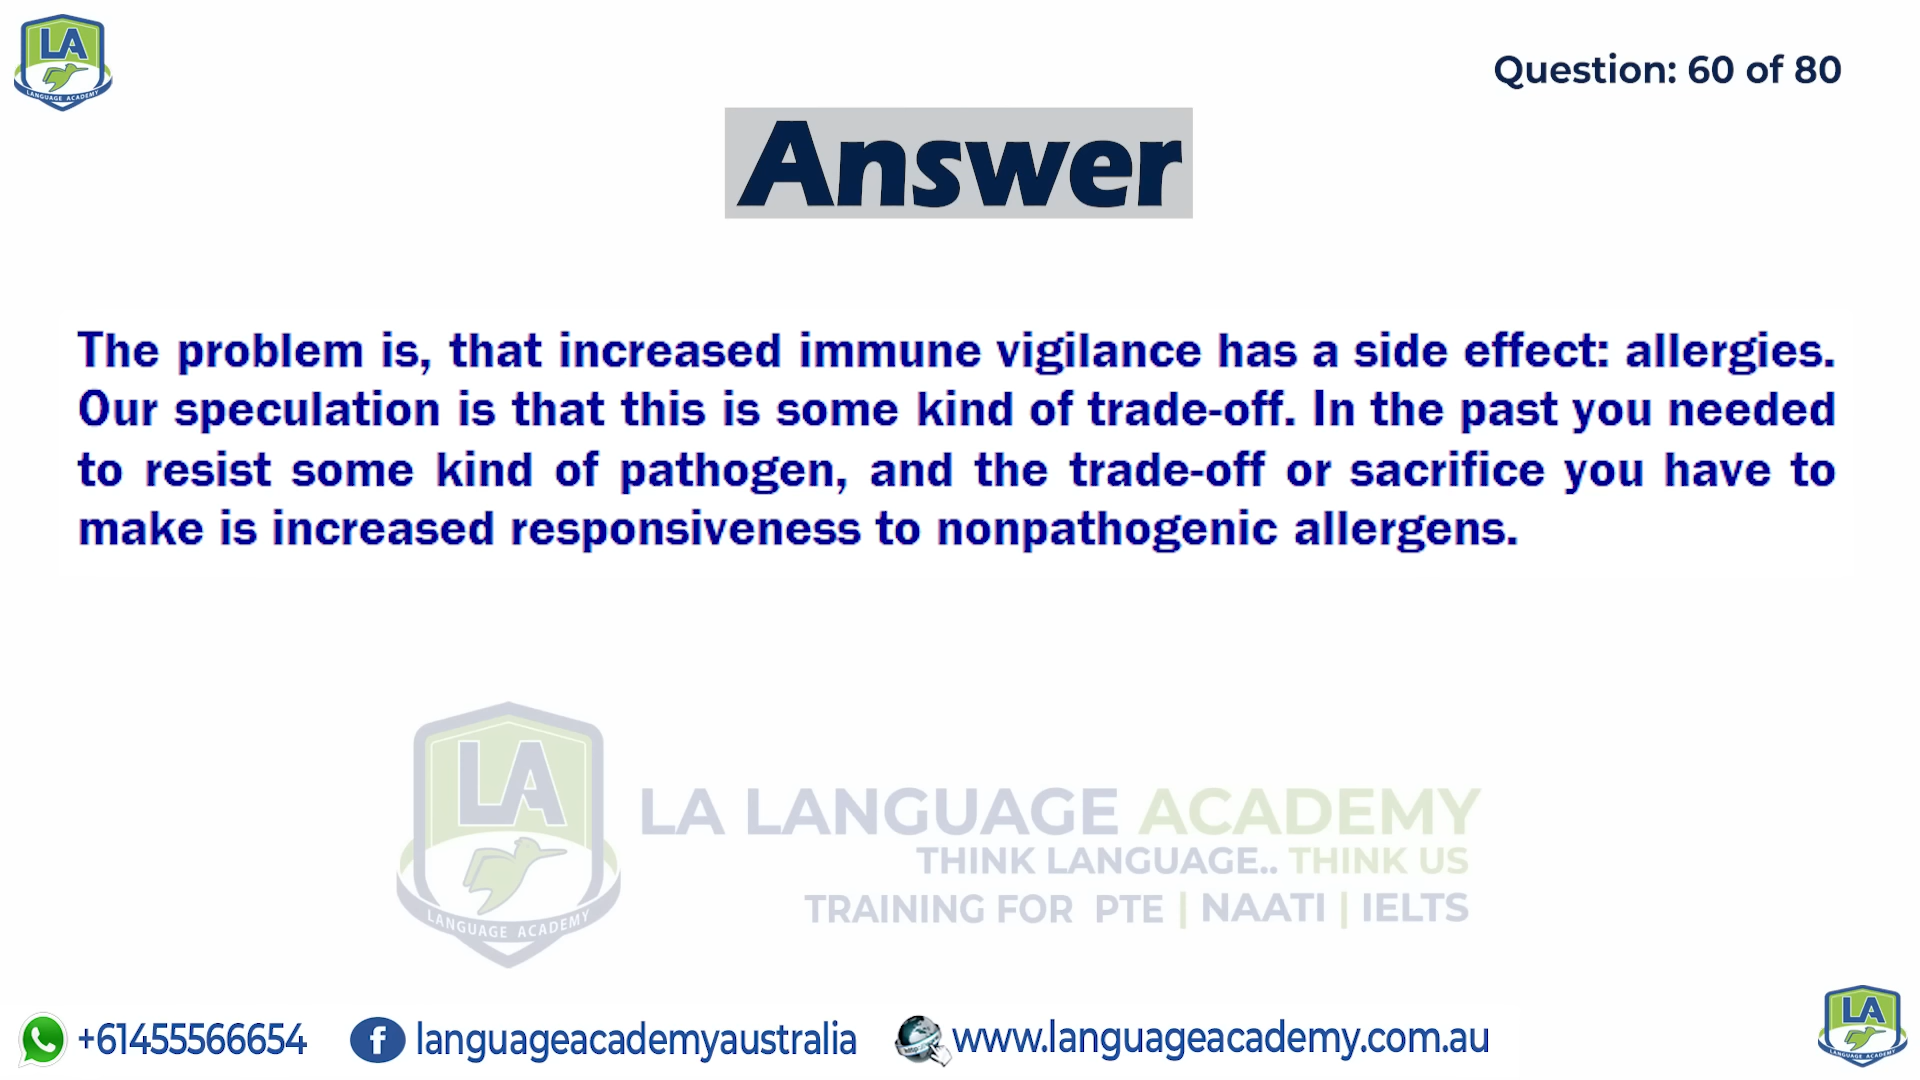 LA
LANGUAGE ACADEMY
Question: 60 of 80
Answer
The problem is, that increased immune vigilance has a side effect: allergies.
Our speculation is that this is some kind of trade-off. In the past you needed
to resist some kind of pathogen, and the trade-off or sacrifice you have to
make is increased responsiveness to nonpathogenic allergens.
LA
LANGUAGE ACADEMY
LA LANGUAGE ACADEMY
THINK LANGUAGE.. THINK US
TRAINING FOR PTE | NAATI | IELTS
+61455566654
languageacademyaustralia
www.languageacademy.com.au
LA
LANGUAGE ACADEMY